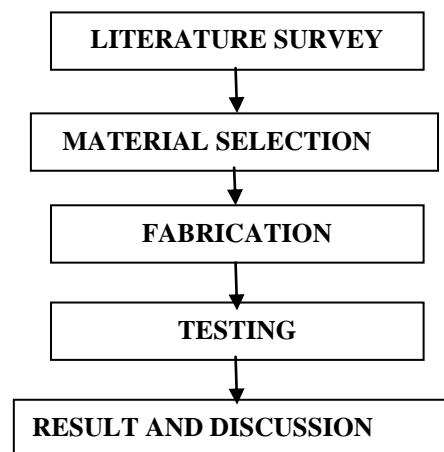 LITERATURE SURVEY
MATERIAL SELECTION
FABRICATION
TESTING
RESULT AND DISCUSSION